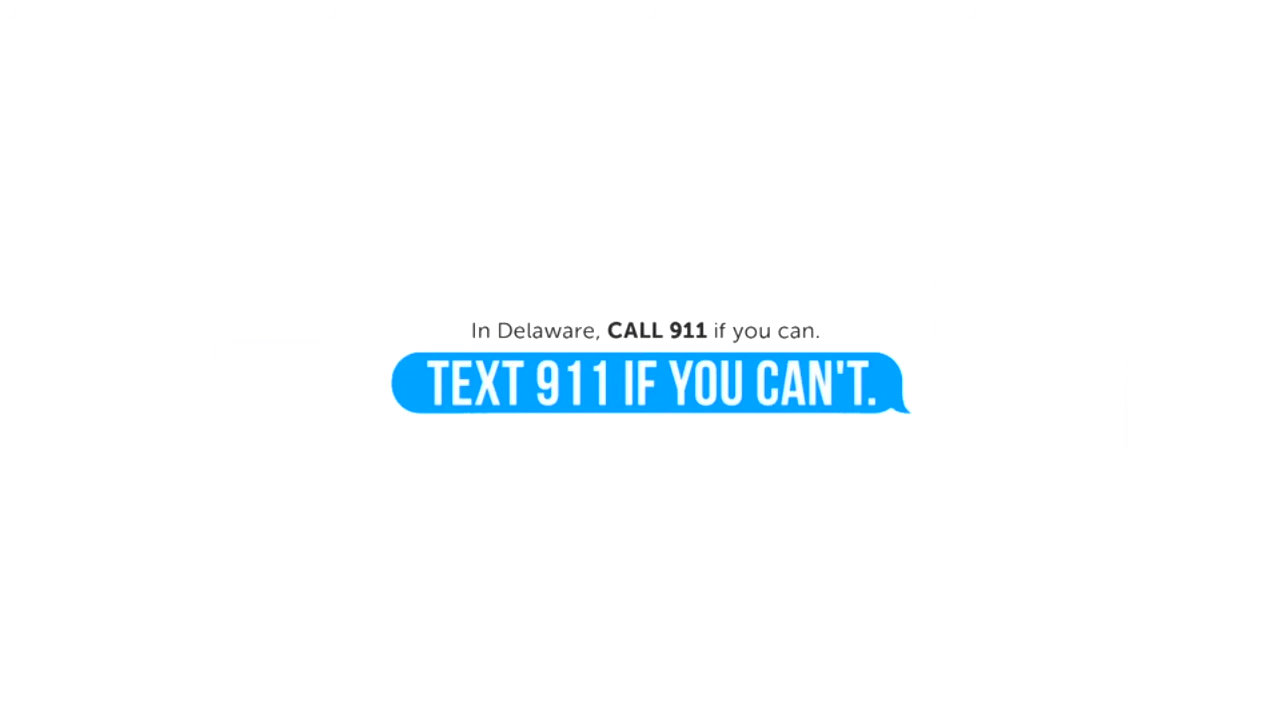 In Delaware, CALL 911 if you can.
TEXT 911 IF YOU CAN'T.